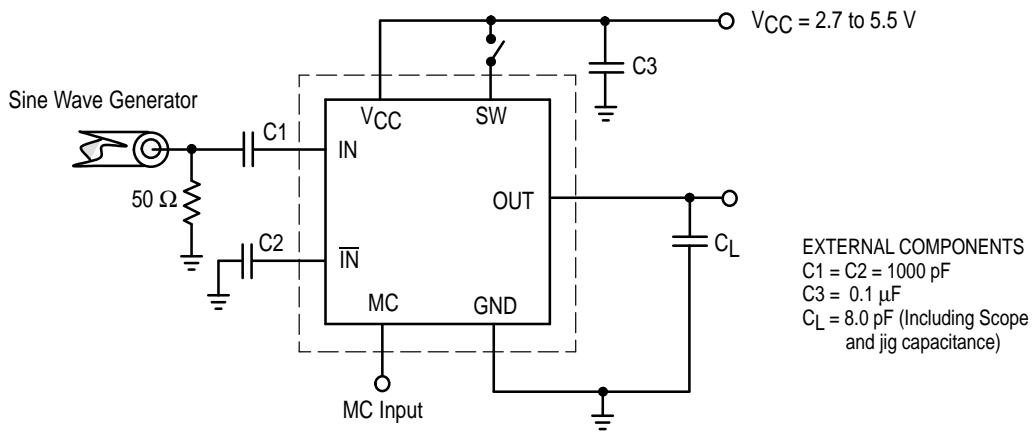 VCC = 2.7 to 5.5 V
C3
Sine Wave Generator
VCC
SW
C1
IN
50 Ω
OUT
C2
IN
CL
MC
GND
MC Input
EXTERNAL COMPONENTS
C1 = C2 = 1000 pF
C3 = 0.1 µF
CL = 8.0 pF (Including Scope
and jig capacitance)